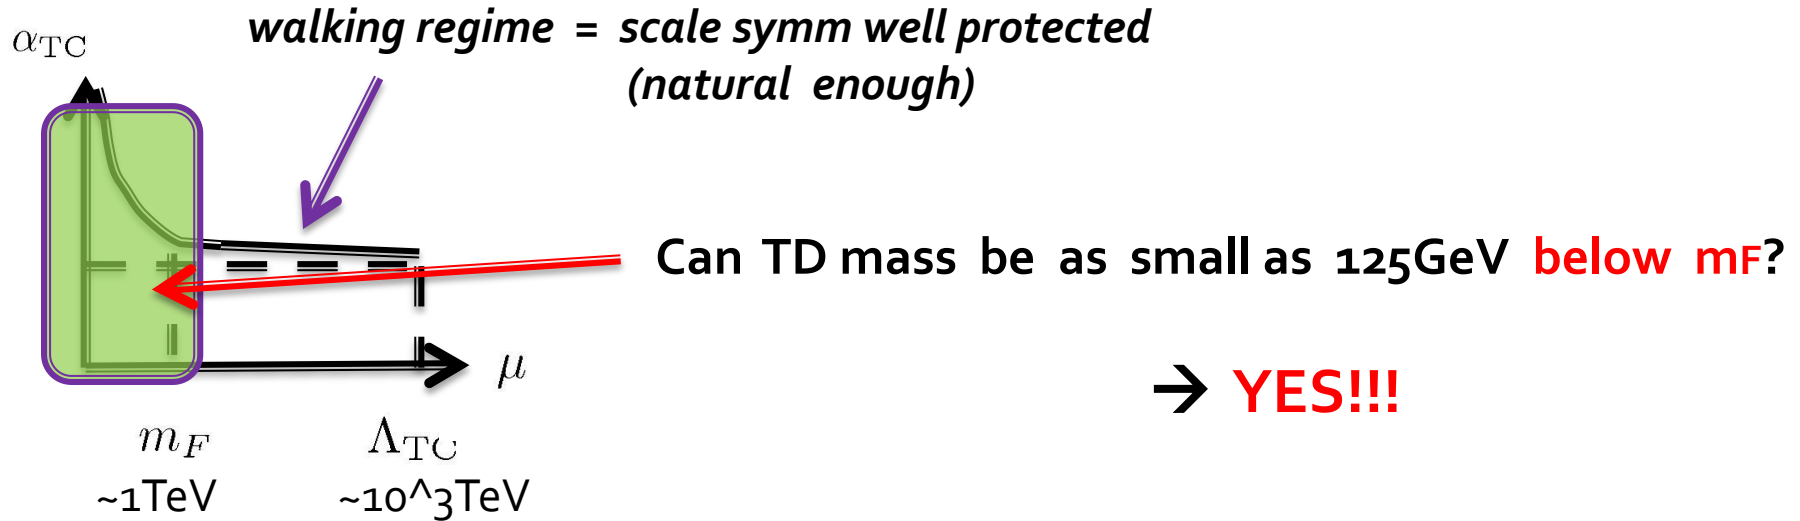 walking regime = scale symm well protected
α_TC
(natural enough)
Can TD mass be as small as 125GeV below mF?
μ
→ YES!!!
m_F
Λ_TC
~1TeV
~10^3TeV